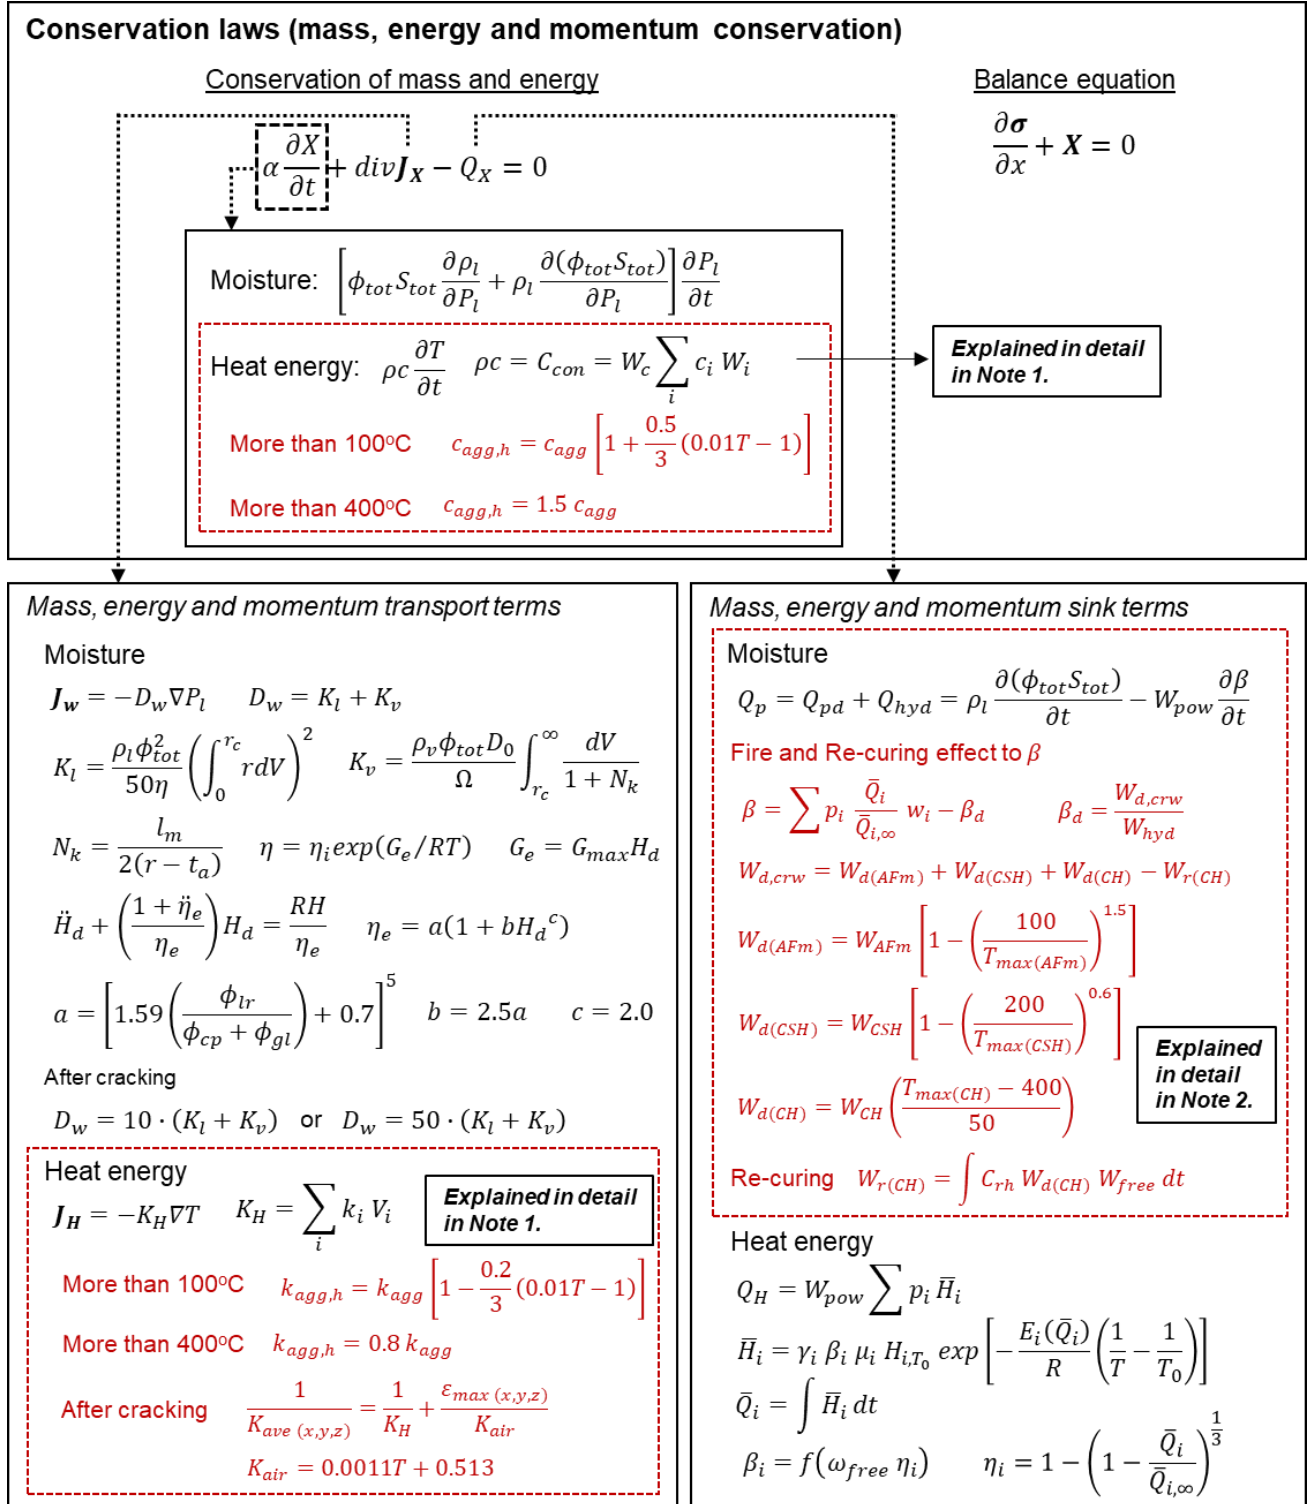 Conservation laws (mass, energy and momentum conservation)
Conservation of mass and energy
Balance equation
α ∂X/∂t + div𝑱_X − Q_X = 0
∂σ/∂x + X = 0
Moisture: [ϕ_tot S_tot ∂ρ_l/∂P_l + ρ_l ∂(ϕ_tot S_tot)/∂P_l] ∂P_l/∂t
Heat energy: ρc ∂T/∂t ρc = C_con = W_c ∑_i c_i W_i
Explained in detail
in Note 1.
More than 100°C c_agg,h = c_agg [1 + 0.5/3 (0.01T − 1)]
More than 400°C c_agg,h = 1.5 c_agg
Mass, energy and momentum transport terms
Moisture
J_w = −D_w ∇P_l D_w = K_l + K_v
K_l = ρ_l ϕ_tot^2/50η (∫_0^{r_c} rdV)^2 K_v = ρ_v ϕ_tot D_0/Ω ∫_{r_c}^∞ dV/(1 + N_k)
N_k = l_m/2(r − t_a) η = η_i exp(G_e/RT) G_e = G_max H_d
Ḧ_d + ((1 + η̈_e)/η_e) H_d = RH/η_e η_e = a(1 + bH_d^c)
a = [1.59 (ϕ_lr/(ϕ_cp + ϕ_gl)) + 0.7]^5 b = 2.5a c = 2.0
After cracking
D_w = 10 · (K_l + K_v) or D_w = 50 · (K_l + K_v)
Heat energy
J_H = −K_H ∇T K_H = ∑_i k_i V_i
Explained in detail
in Note 1.
More than 100°C k_agg,h = k_agg [1 − 0.2/3 (0.01T − 1)]
More than 400°C k_agg,h = 0.8 k_agg
After cracking 1/K_ave (x,y,z) = 1/K_H + ε_max (x,y,z)/K_air
K_air = 0.0011T + 0.513
Mass, energy and momentum sink terms
Moisture
Q_p = Q_pd + Q_hyd = ρ_l ∂(ϕ_tot S_tot)/∂t − W_pow ∂β/∂t
Fire and Re-curing effect to β
β = ∑ p_i Q̄_i/Q̄_i,∞ w_i − β_d β_d = W_d,crw/W_hyd
W_d,crw = W_d(AFm) + W_d(CSH) + W_d(CH) − W_r(CH)
W_d(AFm) = W_AFm [1 − (100/T_max(AFm))^1.5]
W_d(CSH) = W_CSH [1 − (200/T_max(CSH))^0.6]
Explained
in detail
in Note 2.
W_d(CH) = W_CH ((T_max(CH) − 400)/50)
Re-curing W_r(CH) = ∫ C_rh W_d(CH) W_free dt
Heat energy
Q_H = W_pow ∑ p_i H̄_i
H̄_i = γ_i β_i μ_i H_i,T_0 exp [− E_i(Q̄_i)/R (1/T − 1/T_0)]
Q̄_i = ∫ H̄_i dt
β_i = f(ω_free η_i) η_i = 1 − (1 − Q̄_i/Q̄_i,∞)^{1/3}